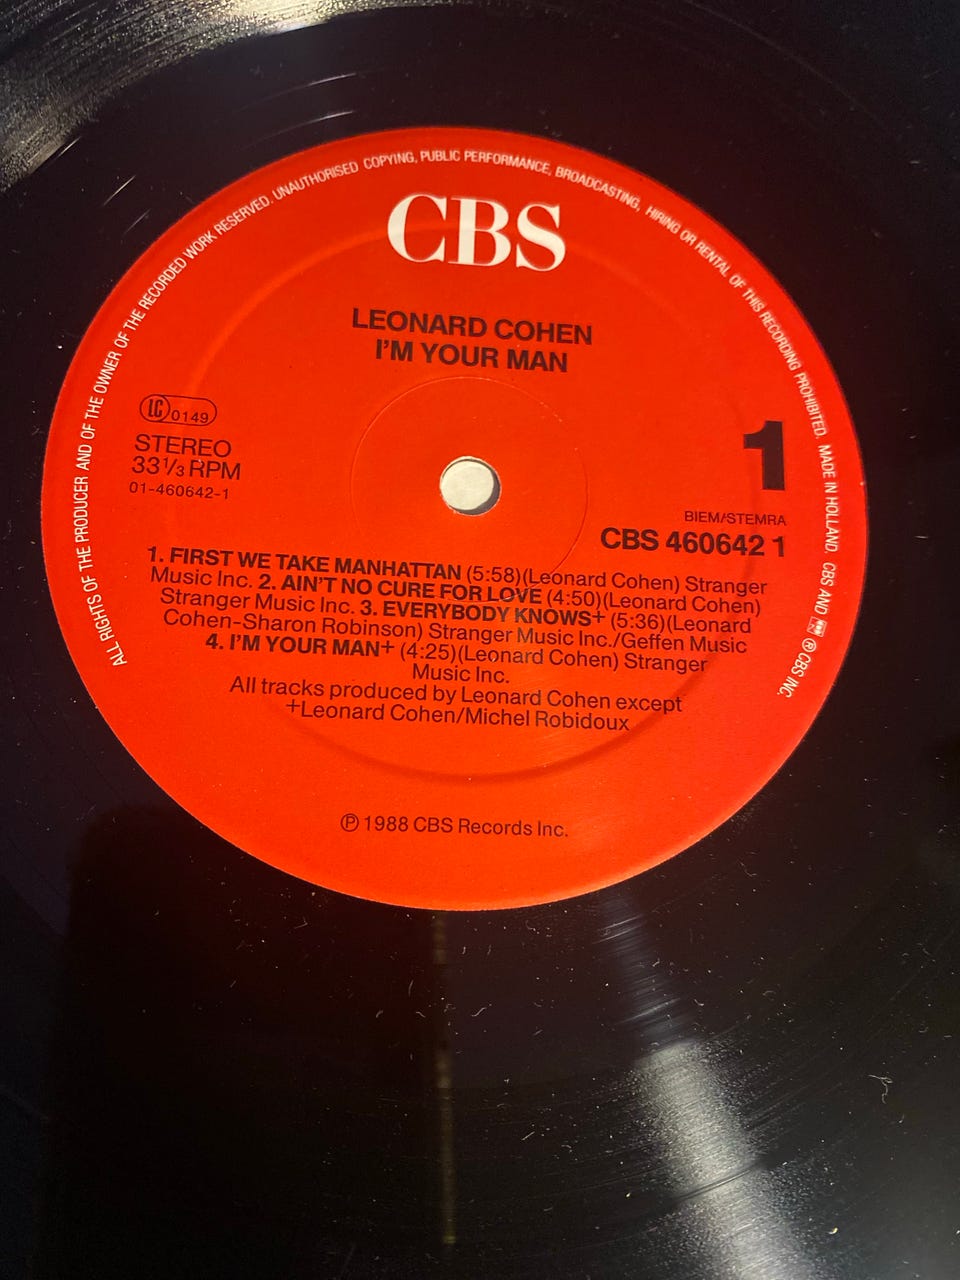 ALL RIGHTS OF THE PRODUCER AND OF THE OWNER OF THE RECORDED WORK RESERVED. UNAUTHORISED COPYING, PUBLIC PERFORMANCE, BROADCASTING, HIRING OR RENTAL OF THIS RECORDING PROHIBITED. MADE IN HOLLAND. CBS AND ® CBS INC.
CBS
LEONARD COHEN
I'M YOUR MAN
LC 0149
STEREO
33⅓ RPM
01-460642-1
1
BIEM/STEMRA
CBS 460642 1
1. FIRST WE TAKE MANHATTAN (5:58)(Leonard Cohen) Stranger
Music Inc. 2. AIN'T NO CURE FOR LOVE (4:50)(Leonard Cohen)
Stranger Music Inc. 3. EVERYBODY KNOWS+ (5:36)(Leonard
Cohen-Sharon Robinson) Stranger Music Inc./Geffen Music
4. I'M YOUR MAN+ (4:25)(Leonard Cohen) Stranger
Music Inc.
All tracks produced by Leonard Cohen except
+Leonard Cohen/Michel Robidoux
℗ 1988 CBS Records Inc.